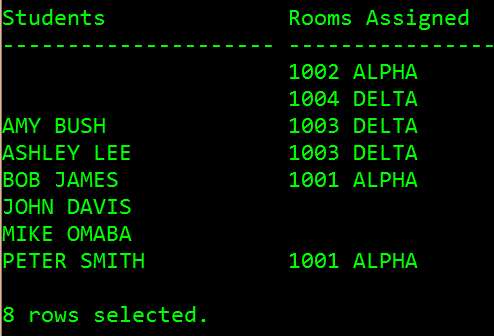 Students Rooms Assigned
--------------------- ----------------
1002 ALPHA
1004 DELTA
AMY BUSH 1003 DELTA
ASHLEY LEE 1003 DELTA
BOB JAMES 1001 ALPHA
JOHN DAVIS
MIKE OMABA
PETER SMITH 1001 ALPHA
8 rows selected.